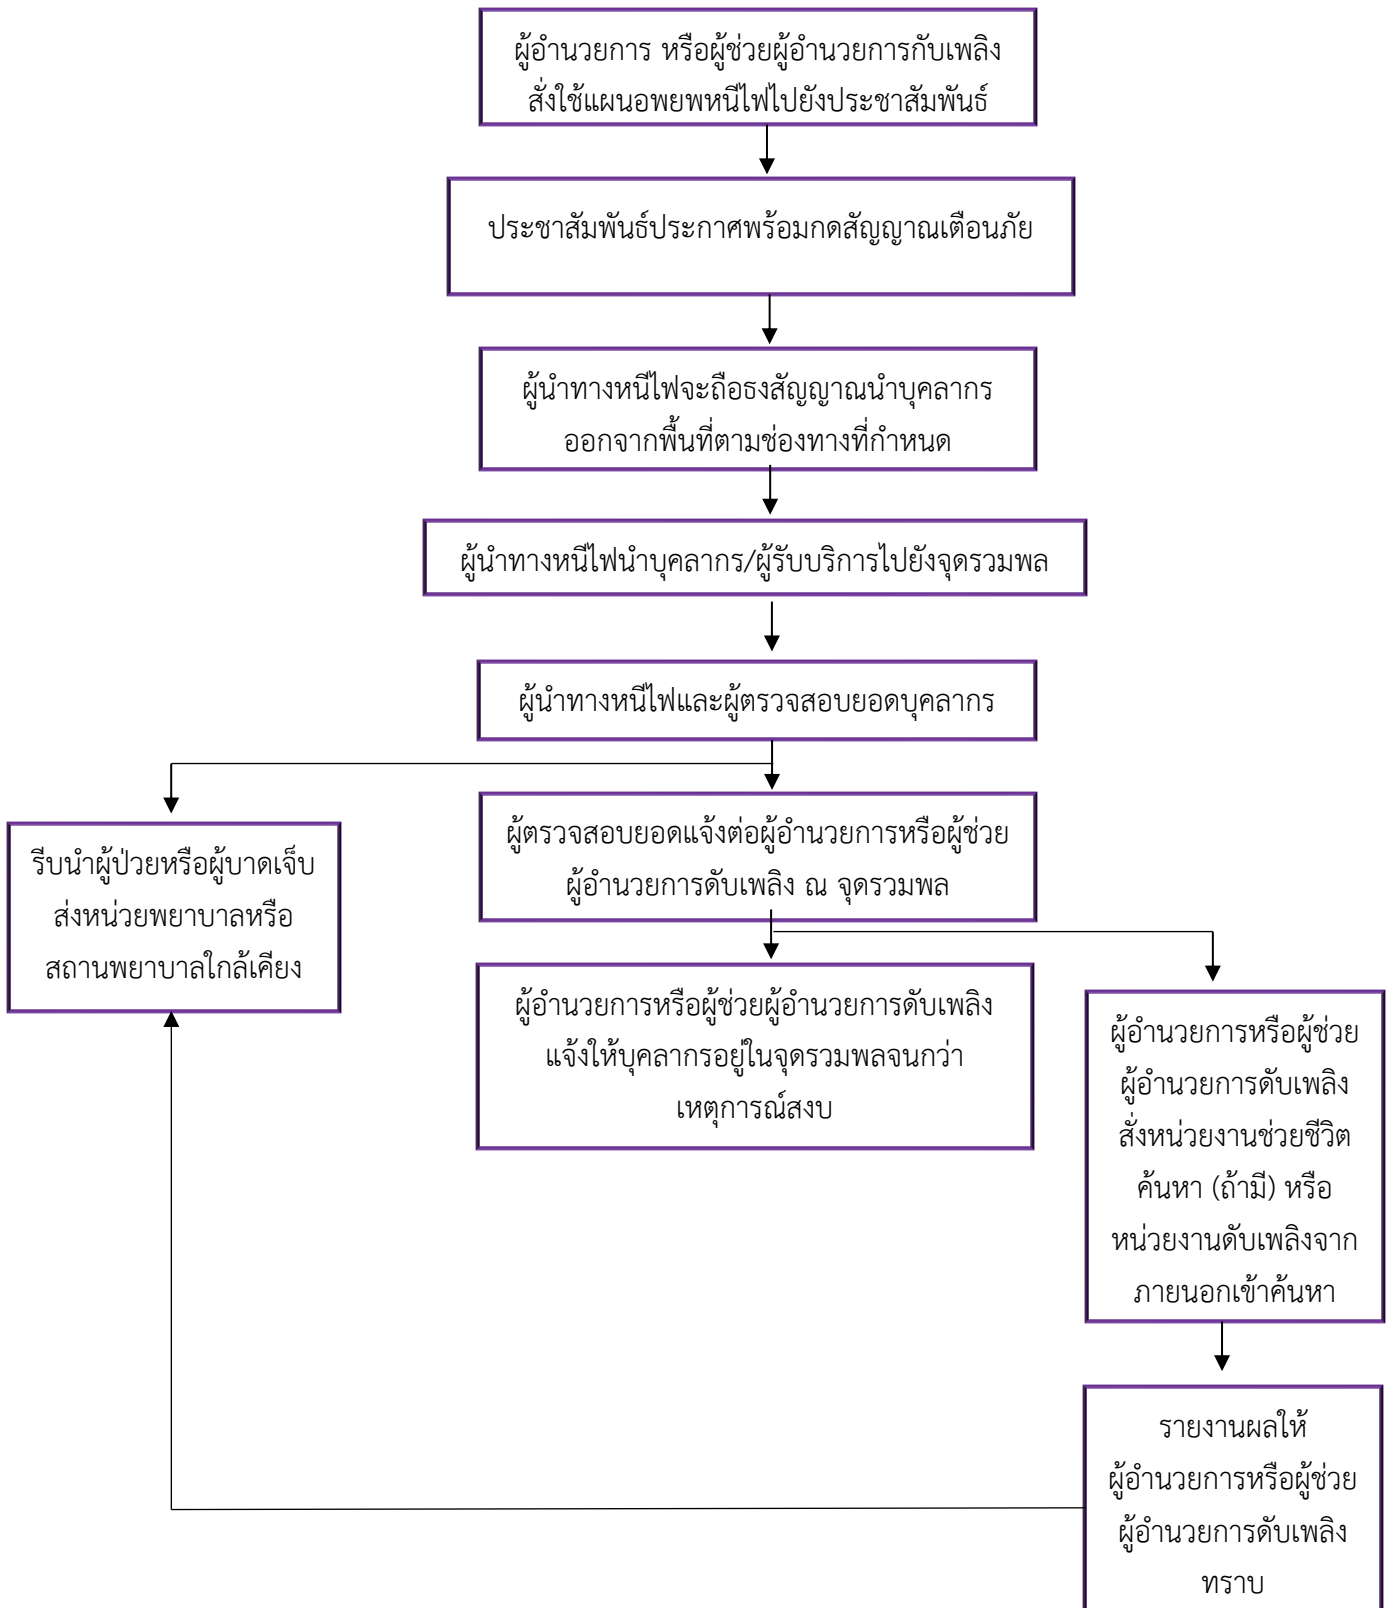 ผู้อำนวยการ หรือผู้ช่วยผู้อำนวยการกับเพลิง
สั่งใช้แผนอพยพหนีไฟไปยังประชาสัมพันธ์
ประชาสัมพันธ์ประกาศพร้อมกดสัญญาณเตือนภัย
ผู้นำทางหนีไฟจะถือธงสัญญาณนำบุคลากร
ออกจากพื้นที่ตามช่องทางที่กำหนด
ผู้นำทางหนีไฟนำบุคลากร/ผู้รับบริการไปยังจุดรวมพล
ผู้นำทางหนีไฟและผู้ตรวจสอบยอดบุคลากร
รีบนำผู้ป่วยหรือผู้บาดเจ็บ
ส่งหน่วยพยาบาลหรือ
สถานพยาบาลใกล้เคียง
ผู้ตรวจสอบยอดแจ้งต่อผู้อำนวยการหรือผู้ช่วย
ผู้อำนวยการดับเพลิง ณ จุดรวมพล
ผู้อำนวยการหรือผู้ช่วยผู้อำนวยการดับเพลิง
แจ้งให้บุคลากรอยู่ในจุดรวมพลจนกว่า
เหตุการณ์สงบ
ผู้อำนวยการหรือผู้ช่วย
ผู้อำนวยการดับเพลิง
สั่งหน่วยงานช่วยชีวิต
ค้นหา (ถ้ามี) หรือ
หน่วยงานดับเพลิงจาก
ภายนอกเข้าค้นหา
รายงานผลให้
ผู้อำนวยการหรือผู้ช่วย
ผู้อำนวยการดับเพลิง
ทราบ